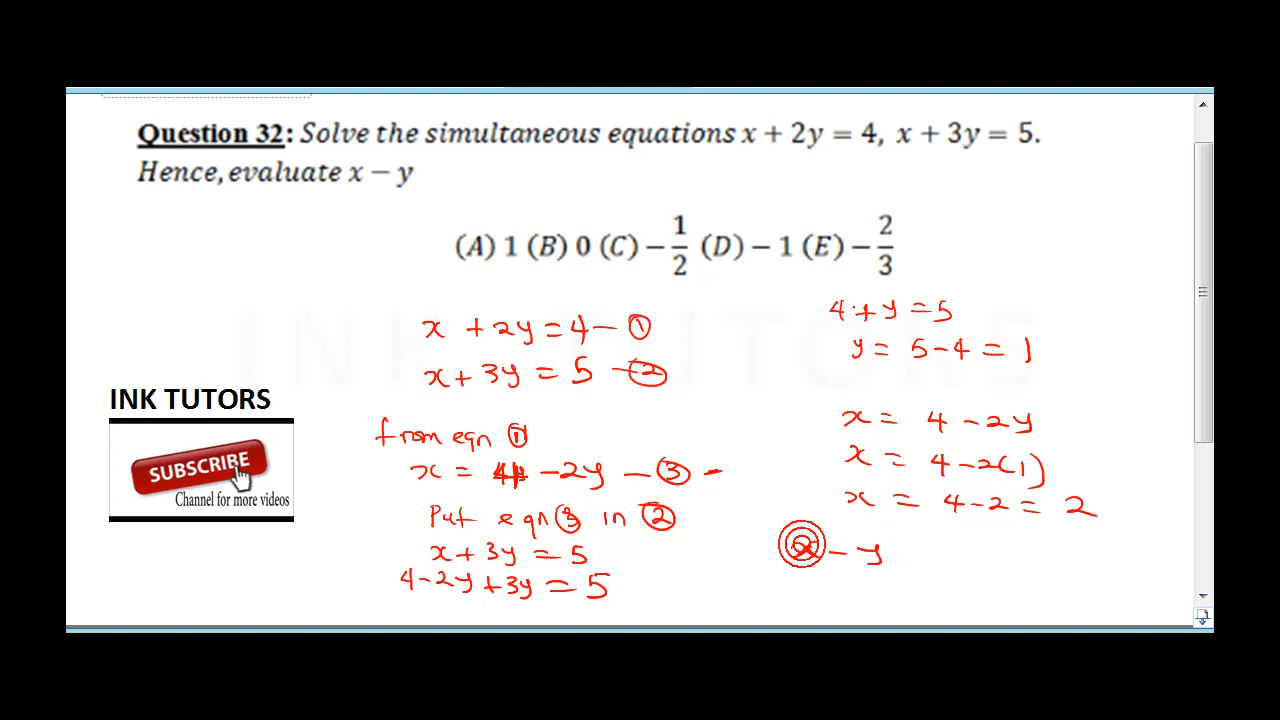 Question 32: Solve the simultaneous equations x + 2y = 4, x + 3y = 5.
Hence, evaluate x − y
(A) 1 (B) 0 (C) − 1/2 (D) − 1 (E) − 2/3
x + 2y = 4 — ①
x + 3y = 5 — ②
from eqn ①
x = 4 − 2y — ③ -
Put eqn ③ in ②
x + 3y = 5
4 - 2y + 3y = 5
4 + y = 5
y = 5 - 4 = 1
x = 4 - 2y
x = 4 - 2(1)
x = 4 - 2 = 2
x - y
INK TUTORS
SUBSCRIBE
Channel for more videos
INK TUTORS